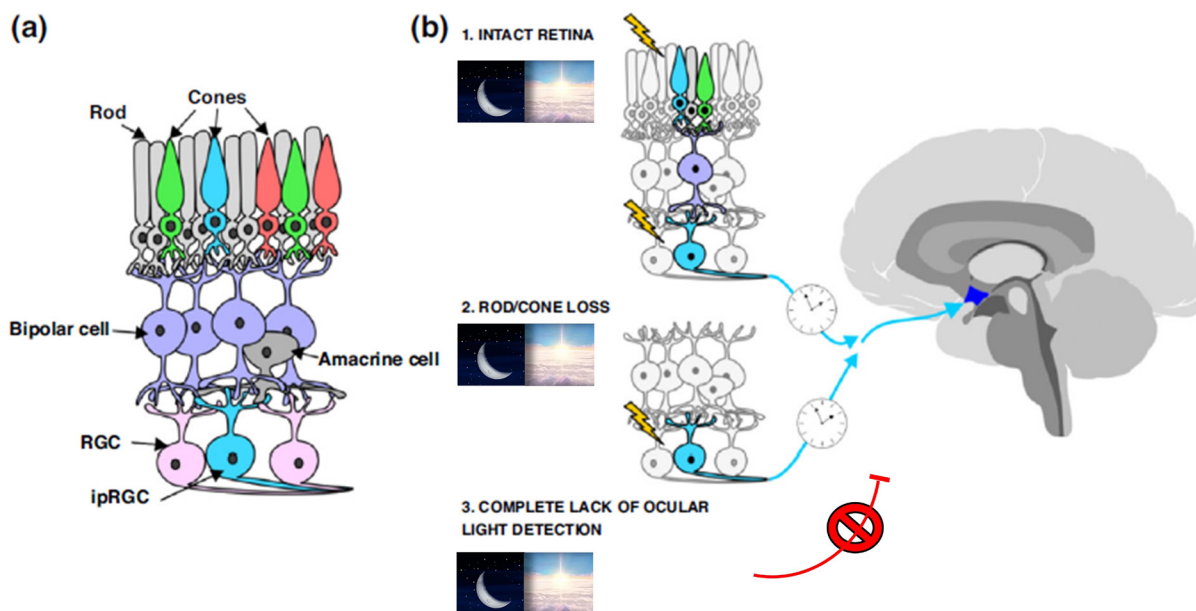 (a)
Rod
Cones
Bipolar cell
Amacrine cell
RGC
ipRGC
(b)
1. INTACT RETINA
2. ROD/CONE LOSS
3. COMPLETE LACK OF OCULAR
LIGHT DETECTION